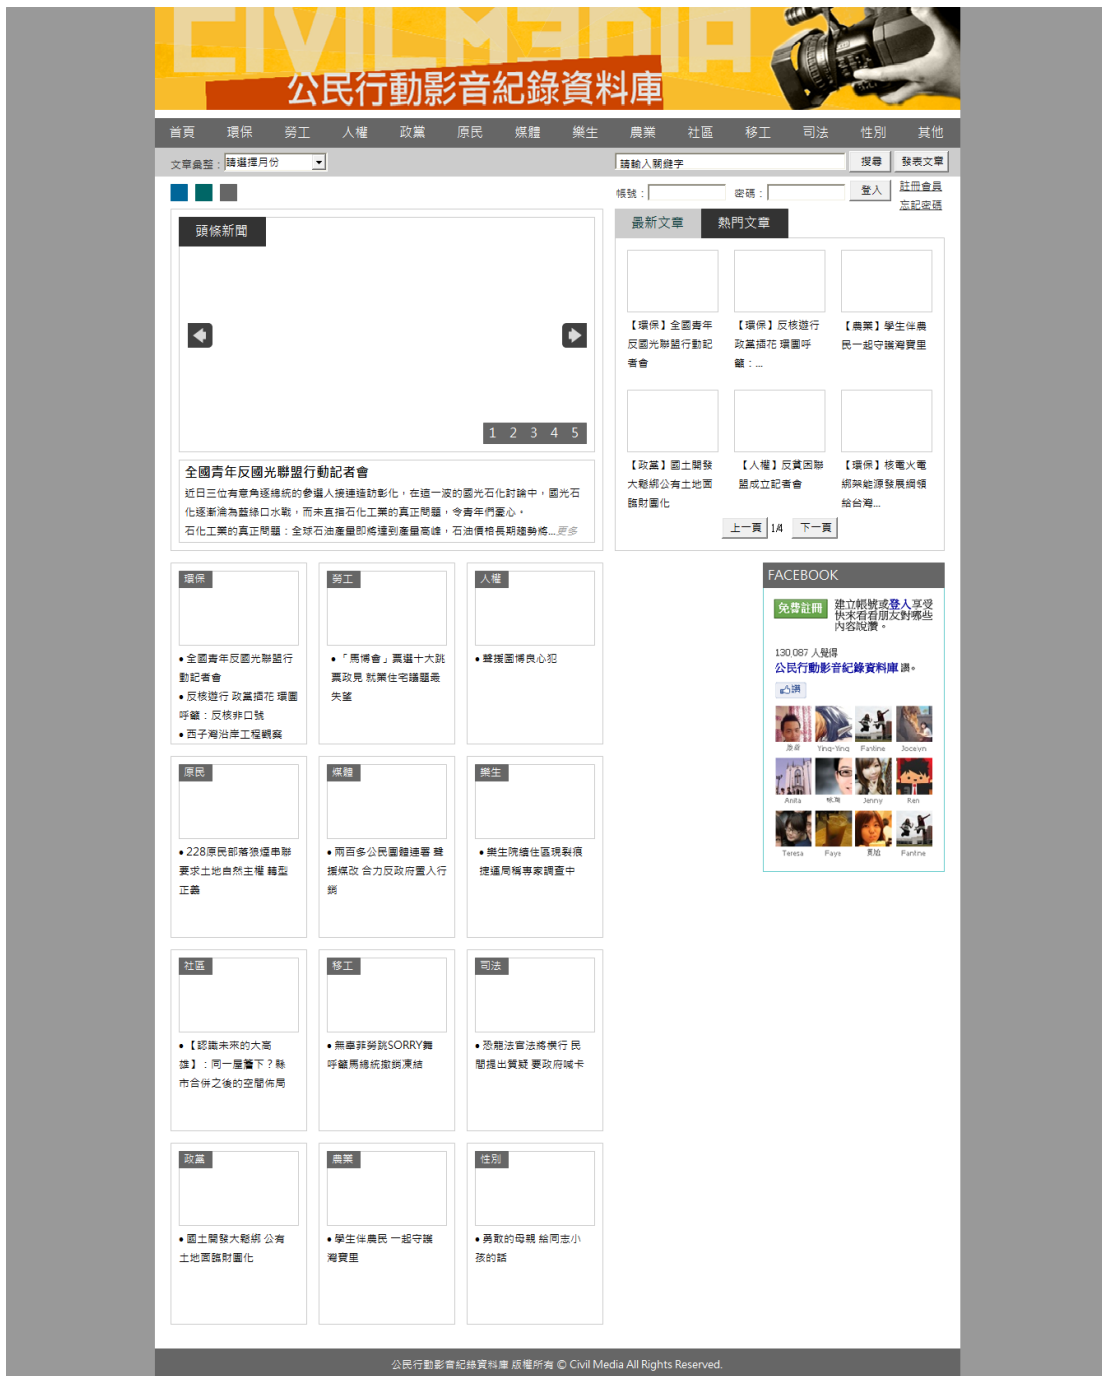 CIVILMEDIA
公民行動影音紀錄資料庫
首頁 環保 勞工 人權 政黨 原民 媒體 樂生 農業 社區 移工 司法 性別 其他
文章彙整：請選擇月份 請輸入關鍵字 搜尋 發表文章
帳號： 密碼： 登入 註冊會員
忘記密碼
頭條新聞
1 2 3 4 5
全國青年反國光聯盟行動記者會
近日三位有意角逐總統的參選人接連造訪彰化，在這一波的國光石化討論中，國光石
化逐漸淪為藍綠口水戰，而未直指石化工業的真正問題，令青年們憂心。
石化工業的真正問題：全球石油產量即將達到產量高峰，石油價格長期趨勢將...更多
最新文章 熱門文章
【環保】全國青年
反國光聯盟行動記
者會
【環保】反核遊行
政黨插花 環團呼
籲：...
【農業】學生伴農
民一起守護灣寶里
【政黨】國土開發
大鬆綁公有土地面
臨財團化
【人權】反貧困聯
盟成立記者會
【環保】核電火電
綁架能源發展綱領
給台灣...
上一頁 1/4 下一頁
環保
•全國青年反國光聯盟行
動記者會
•反核遊行 政黨插花 環團
呼籲：反核非口號
•西子灣沿岸工程觀察
勞工
•「馬博會」票選十大跳
票政見 就業住宅議題最
失望
人權
•聲援團博良心犯
FACEBOOK
免費註冊
建立帳號或登入享受
快來看看朋友對哪些
內容說讚。
130,087 人覺得
公民行動影音紀錄資料庫 讚。
讚
Ying-Ying Fantine Jocelyn
Anita Jenny Ren
Teresa Fays Fantine
原民
•228原民部落狼煙串聯
要求土地自然主權 轉型
正義
媒體
•兩百多公民團體連署 聲
援媒改 合力反政府置入行
銷
樂生
•樂生院續住區現裂痕
捷運局稱專家調查中
社區
•【認識未來的大高
雄】：同一屋簷下？縣
市合併之後的空間佈局
移工
•無辜菲勞跳SORRY舞
呼籲馬總統撤銷凍結
司法
•恐龍法官法將橫行 民
間提出質疑 要政府喊卡
政黨
•國土開發大鬆綁 公有
土地面臨財團化
農業
•學生伴農民 一起守護
灣寶里
性別
•勇敢的母親 給同志小
孩的話
公民行動影音紀錄資料庫 版權所有 © Civil Media All Rights Reserved.